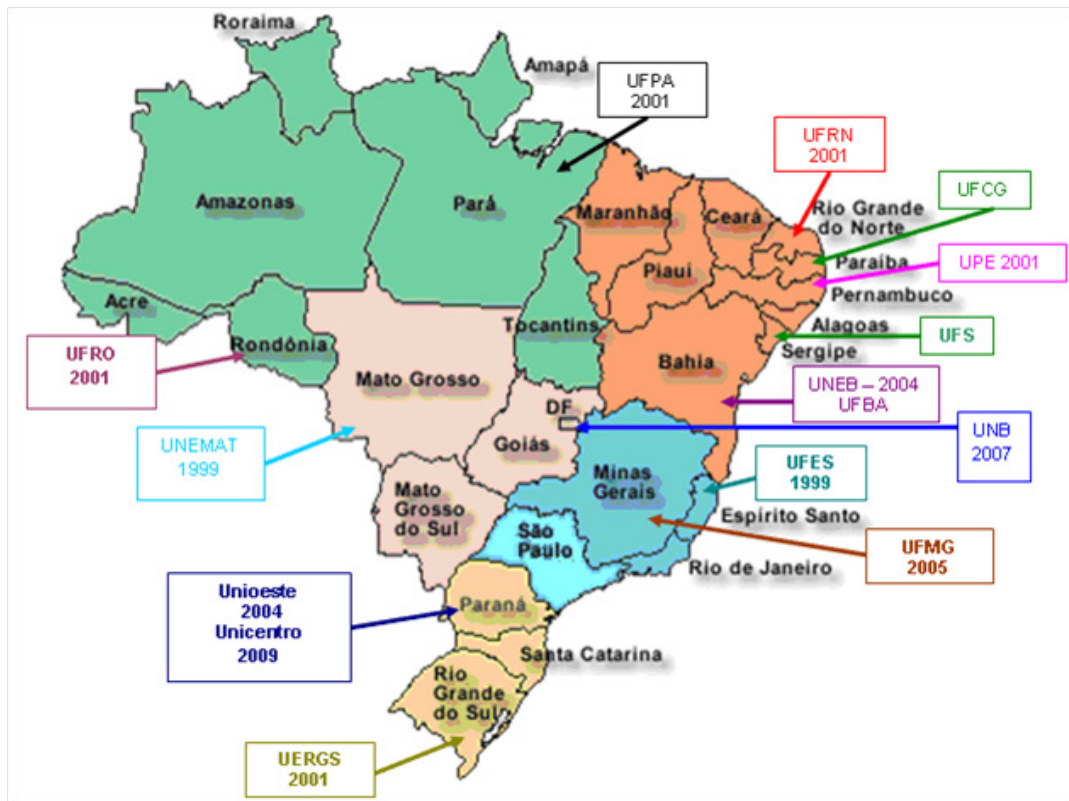 Roraima
Amapá
UFPA
2001
UFRN
2001
UFCG
Amazonas
Pará
Maranhão
Ceará
Rio Grande
do Norte
Piauí
Paraiba
UPE 2001
Pernambuco
Acre
Rondônia
Tocantins
Alagoas
UFS
Sergipe
UFRO
2001
Bahia
Mato Grosso
UNEB – 2004
UFBA
DF
UNB
2007
UNEMAT
1999
Goiás
Minas
Gerais
UFES
1999
Mato
Grosso
do Sul
Espírito Santo
São
Paulo
UFMG
2005
Rio de Janeiro
Unioeste
2004
Unicentro
2009
Paraná
Santa Catarina
Rio
Grande
do Sul
UERGS
2001